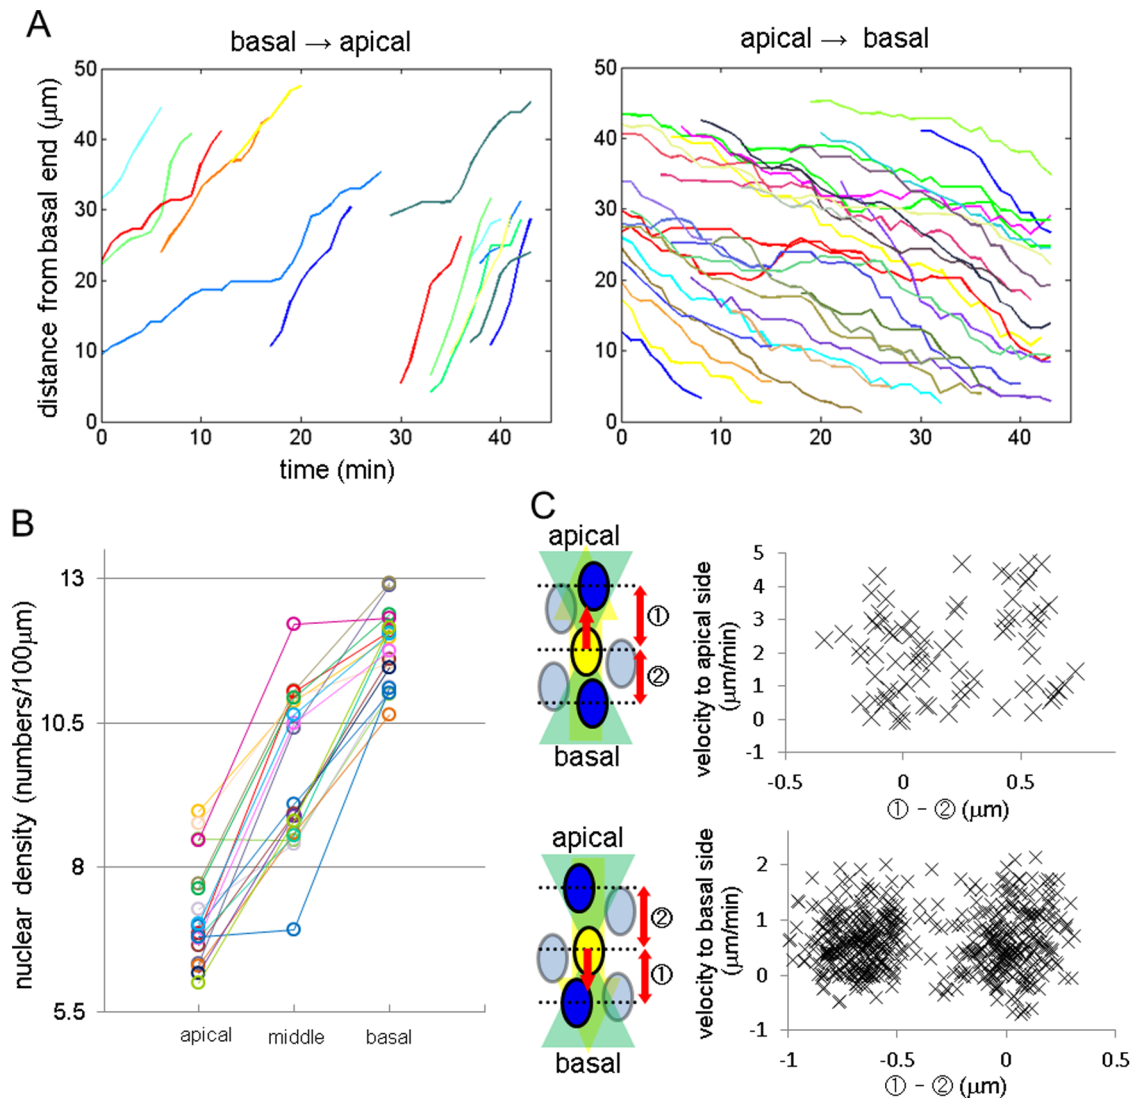 A
basal → apical
apical → basal
distance from basal end (μm)
50
40
30
20
10
0
0
10
20
30
40
time (min)
50
40
30
20
10
0
0
10
20
30
40
B
nuclear density (numbers/100μm)
13
10.5
8
5.5
apical
middle
basal
C
apical
①
②
basal
velocity to apical side
(μm/min)
5
4
3
2
1
0
-1
-0.5
0
0.5
① - ② (μm)
apical
②
①
basal
velocity to basal side
(μm/min)
2
1
0
-1
-1
-0.5
0
0.5
① - ② (μm)